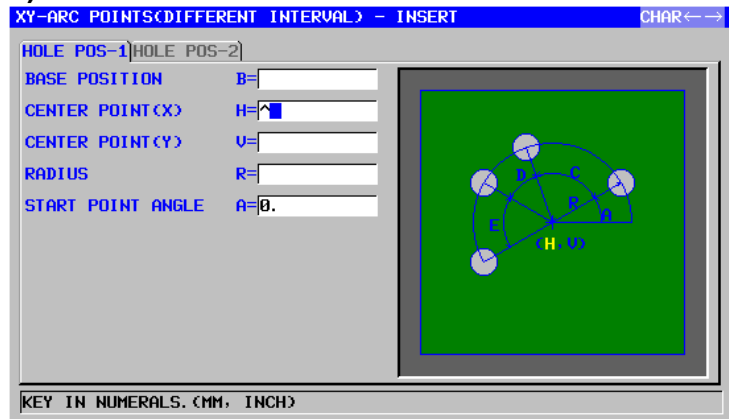 XY-ARC POINTS(DIFFERENT INTERVAL) - INSERT CHAR←→
HOLE POS-1 HOLE POS-2
BASE POSITION B=
CENTER POINT(X) H=^
CENTER POINT(Y) V=
RADIUS R=
START POINT ANGLE A=0.
D C
R A
E
(H,V)
KEY IN NUMERALS.(MM, INCH)